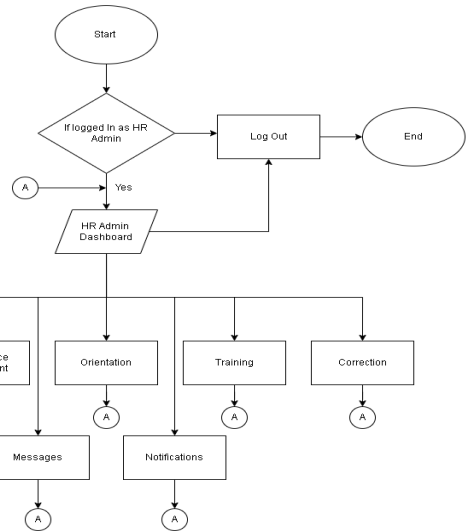 Start
If logged In as HR
Admin
Log Out
End
A
Yes
HR Admin
Dashboard
Orientation
Training
Correction
A
A
A
Messages
Notifications
A
A